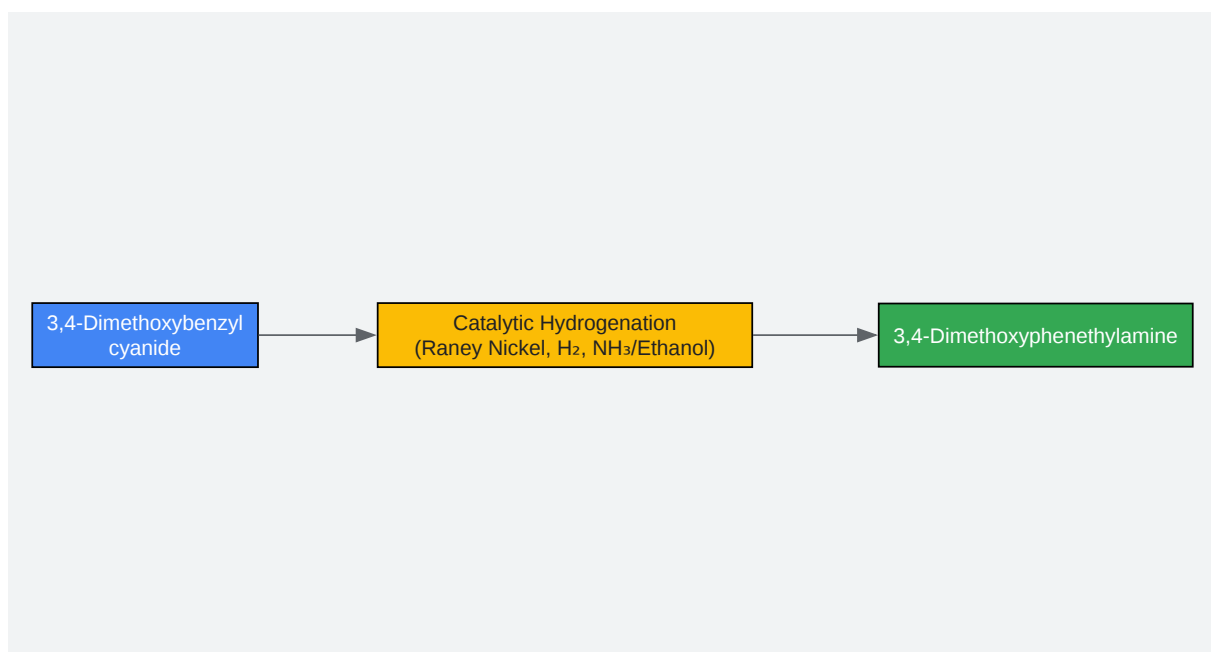 3,4-Dimethoxybenzyl
cyanide
Catalytic Hydrogenation
(Raney Nickel, H₂, NH₃/Ethanol)
3,4-Dimethoxyphenethylamine